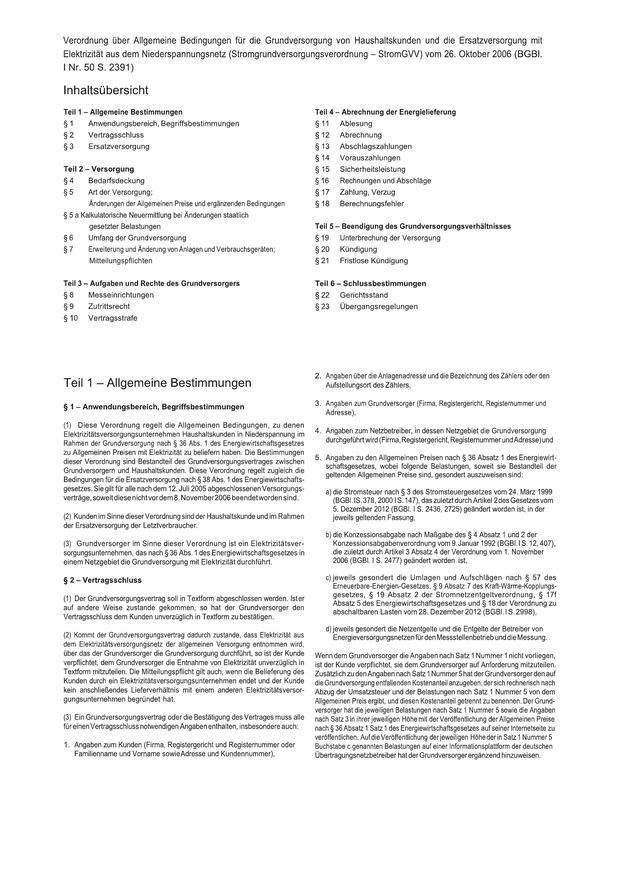 Verordnung über Allgemeine Bedingungen für die Grundversorgung von Haushaltskunden und die Ersatzversorgung mit
Elektrizität aus dem Niederspannungsnetz (Stromgrundversorgungsverordnung – StromGVV) vom 26. Oktober 2006 (BGBl.
I Nr. 50 S. 2391)
Inhaltsübersicht
Teil 1 – Allgemeine Bestimmungen
§ 1 Anwendungsbereich, Begriffsbestimmungen
§ 2 Vertragsschluss
§ 3 Ersatzversorgung
Teil 2 – Versorgung
§ 4 Bedarfsdeckung
§ 5 Art der Versorgung;
Änderungen der Allgemeinen Preise und ergänzenden Bedingungen
§ 5 a Kalkulatorische Neuermittlung bei Änderungen staatlich
gesetzter Belastungen
§ 6 Umfang der Grundversorgung
§ 7 Erweiterung und Änderung von Anlagen und Verbrauchsgeräten;
Mitteilungspflichten
Teil 3 – Aufgaben und Rechte des Grundversorgers
§ 8 Messeinrichtungen
§ 9 Zutrittsrecht
§ 10 Vertragsstrafe
Teil 4 – Abrechnung der Energielieferung
§ 11 Ablesung
§ 12 Abrechnung
§ 13 Abschlagszahlungen
§ 14 Vorauszahlungen
§ 15 Sicherheitsleistung
§ 16 Rechnungen und Abschläge
§ 17 Zahlung, Verzug
§ 18 Berechnungsfehler
Teil 5 – Beendigung des Grundversorgungsverhältnisses
§ 19 Unterbrechung der Versorgung
§ 20 Kündigung
§ 21 Fristlose Kündigung
Teil 6 – Schlussbestimmungen
§ 22 Gerichtsstand
§ 23 Übergangsregelungen
Teil 1 – Allgemeine Bestimmungen
§ 1 – Anwendungsbereich, Begriffsbestimmungen
(1) Diese Verordnung regelt die Allgemeinen Bedingungen, zu denen
Elektrizitätsversorgungsunternehmen Haushaltskunden in Niederspannung im
Rahmen der Grundversorgung nach § 36 Abs. 1 des Energiewirtschaftsgesetzes
zu Allgemeinen Preisen mit Elektrizität zu beliefern haben. Die Bestimmungen
dieser Verordnung sind Bestandteil des Grundversorgungsvertrages zwischen
Grundversorgern und Haushaltskunden. Diese Verordnung regelt zugleich die
Bedingungen für die Ersatzversorgung nach § 38 Abs. 1 des Energiewirtschafts-
gesetzes. Sie gilt für alle nach dem 12. Juli 2005 abgeschlossenen Versorgungs-
verträge, soweit diese nicht vor dem 8. November 2006 beendet worden sind.
(2) Kunden im Sinne dieser Verordnung sind der Haushaltskunde und im Rahmen
der Ersatzversorgung der Letztverbraucher.
(3) Grundversorger im Sinne dieser Verordnung ist ein Elektrizitätsver-
sorgungsunternehmen, das nach § 36 Abs. 1 des Energiewirtschaftsgesetzes in
einem Netzgebiet die Grundversorgung mit Elektrizität durchführt.
§ 2 – Vertragsschluss
(1) Der Grundversorgungsvertrag soll in Textform abgeschlossen werden. Ist er
auf andere Weise zustande gekommen, so hat der Grundversorger den
Vertragsschluss dem Kunden unverzüglich in Textform zu bestätigen.
(2) Kommt der Grundversorgungsvertrag dadurch zustande, dass Elektrizität aus
dem Elektrizitätsversorgungsnetz der allgemeinen Versorgung entnommen wird,
über das der Grundversorger die Grundversorgung durchführt, so ist der Kunde
verpflichtet, dem Grundversorger die Entnahme von Elektrizität unverzüglich in
Textform mitzuteilen. Die Mitteilungspflicht gilt auch, wenn die Belieferung des
Kunden durch ein Elektrizitätsversorgungsunternehmen endet und der Kunde
kein anschließendes Lieferverhältnis mit einem anderen Elektrizitätsversor-
gungsunternehmen begründet hat.
(3) Ein Grundversorgungsvertrag oder die Bestätigung des Vertrages muss alle
für einen Vertragsschluss notwendigen Angaben enthalten, insbesondere auch:
1. Angaben zum Kunden (Firma, Registergericht und Registernummer oder
Familienname und Vorname sowie Adresse und Kundennummer),
2. Angaben über die Anlagenadresse und die Bezeichnung des Zählers oder den
Aufstellungsort des Zählers,
3. Angaben zum Grundversorger (Firma, Registergericht, Registernummer und
Adresse),
4. Angaben zum Netzbetreiber, in dessen Netzgebiet die Grundversorgung
durchgeführt wird (Firma, Registergericht, Registernummer und Adresse) und
5. Angaben zu den Allgemeinen Preisen nach § 36 Absatz 1 des Energiewirt-
schaftsgesetzes, wobei folgende Belastungen, soweit sie Bestandteil der
geltenden Allgemeinen Preise sind, gesondert auszuweisen sind:
a) die Stromsteuer nach § 3 des Stromsteuergesetzes vom 24. März 1999
(BGBl. I S. 378, 2000 I S. 147), das zuletzt durch Artikel 2 des Gesetzes vom
5. Dezember 2012 (BGBl. I S. 2436, 2725) geändert worden ist, in der
jeweils geltenden Fassung,
b) die Konzessionsabgabe nach Maßgabe des § 4 Absatz 1 und 2 der
Konzessionsabgabenverordnung vom 9. Januar 1992 (BGBl. I S. 12, 407),
die zuletzt durch Artikel 3 Absatz 4 der Verordnung vom 1. November
2006 (BGBl. I S. 2477) geändert worden ist,
c) jeweils gesondert die Umlagen und Aufschlägen nach § 57 des
Erneuerbare-Energien-Gesetzes, § 9 Absatz 7 des Kraft-Wärme-Kopplungs-
gesetzes, § 19 Absatz 2 der Stromnetzentgeltverordnung, § 17f
Absatz 5 des Energiewirtschaftsgesetzes und § 18 der Verordnung zu
abschaltbaren Lasten vom 28. Dezember 2012 (BGBl. I S. 2998),
d) jeweils gesondert die Netzentgelte und die Entgelte der Betreiber von
Energieversorgungsnetzen für den Messstellenbetrieb und die Messung.
Wenn dem Grundversorger die Angaben nach Satz 1 Nummer 1 nicht vorliegen,
ist der Kunde verpflichtet, sie dem Grundversorger auf Anforderung mitzuteilen.
Zusätzlich zu den Angaben nach Satz 1 Nummer 5 hat der Grundversorger den auf
die Grundversorgung entfallenden Kostenanteil anzugeben, der sich rechnerisch nach
Abzug der Umsatzsteuer und der Belastungen nach Satz 1 Nummer 5 von dem
Allgemeinen Preis ergibt, und diesen Kostenanteil getrennt zu benennen. Der Grund-
versorger hat die jeweiligen Belastungen nach Satz 1 Nummer 5 sowie die Angaben
nach Satz 3 in ihrer jeweiligen Höhe mit der Veröffentlichung der Allgemeinen Preise
nach § 36 Absatz 1 Satz 1 des Energiewirtschaftsgesetzes auf seiner Internetseite zu
veröffentlichen. Auf die Veröffentlichung der jeweiligen Höhe der in Satz 1 Nummer 5
Buchstabe c genannten Belastungen auf einer Informationsplattform der deutschen
Übertragungsnetzbetreiber hat der Grundversorger ergänzend hinzuweisen.